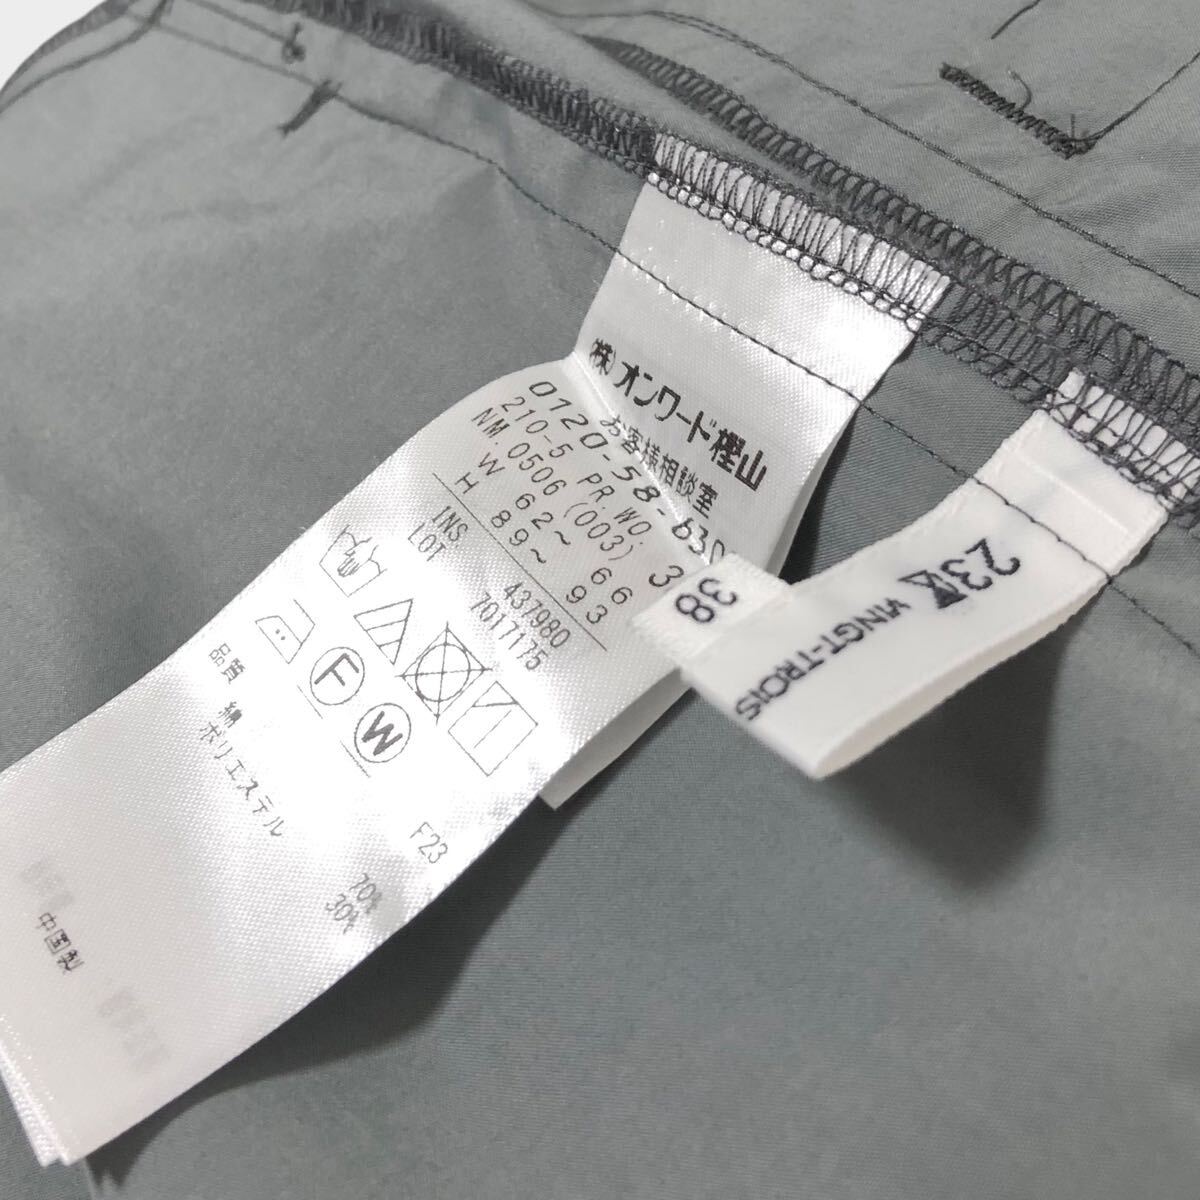 (株)オンワード樫山
お客様相談室
0120-58-630
210-5 PR.WO. 3
NM.0506(003)
W 62~ 66
H 89~ 93
INS 437980
LOT 7017175
F
W
F23
品質
綿 70%
ポリエステル 30%
中国製
38
23区 VINGT-TROIS